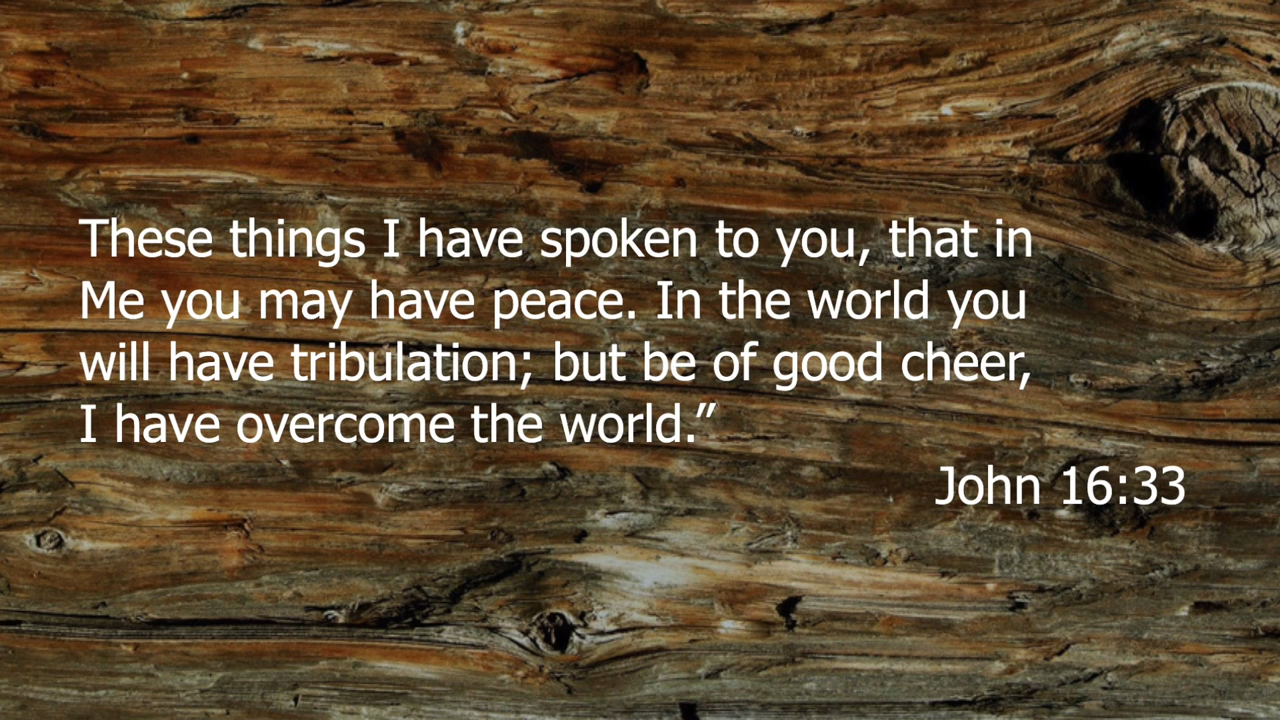 These things I have spoken to you, that in
Me you may have peace. In the world you
will have tribulation; but be of good cheer,
I have overcome the world.”
John 16:33